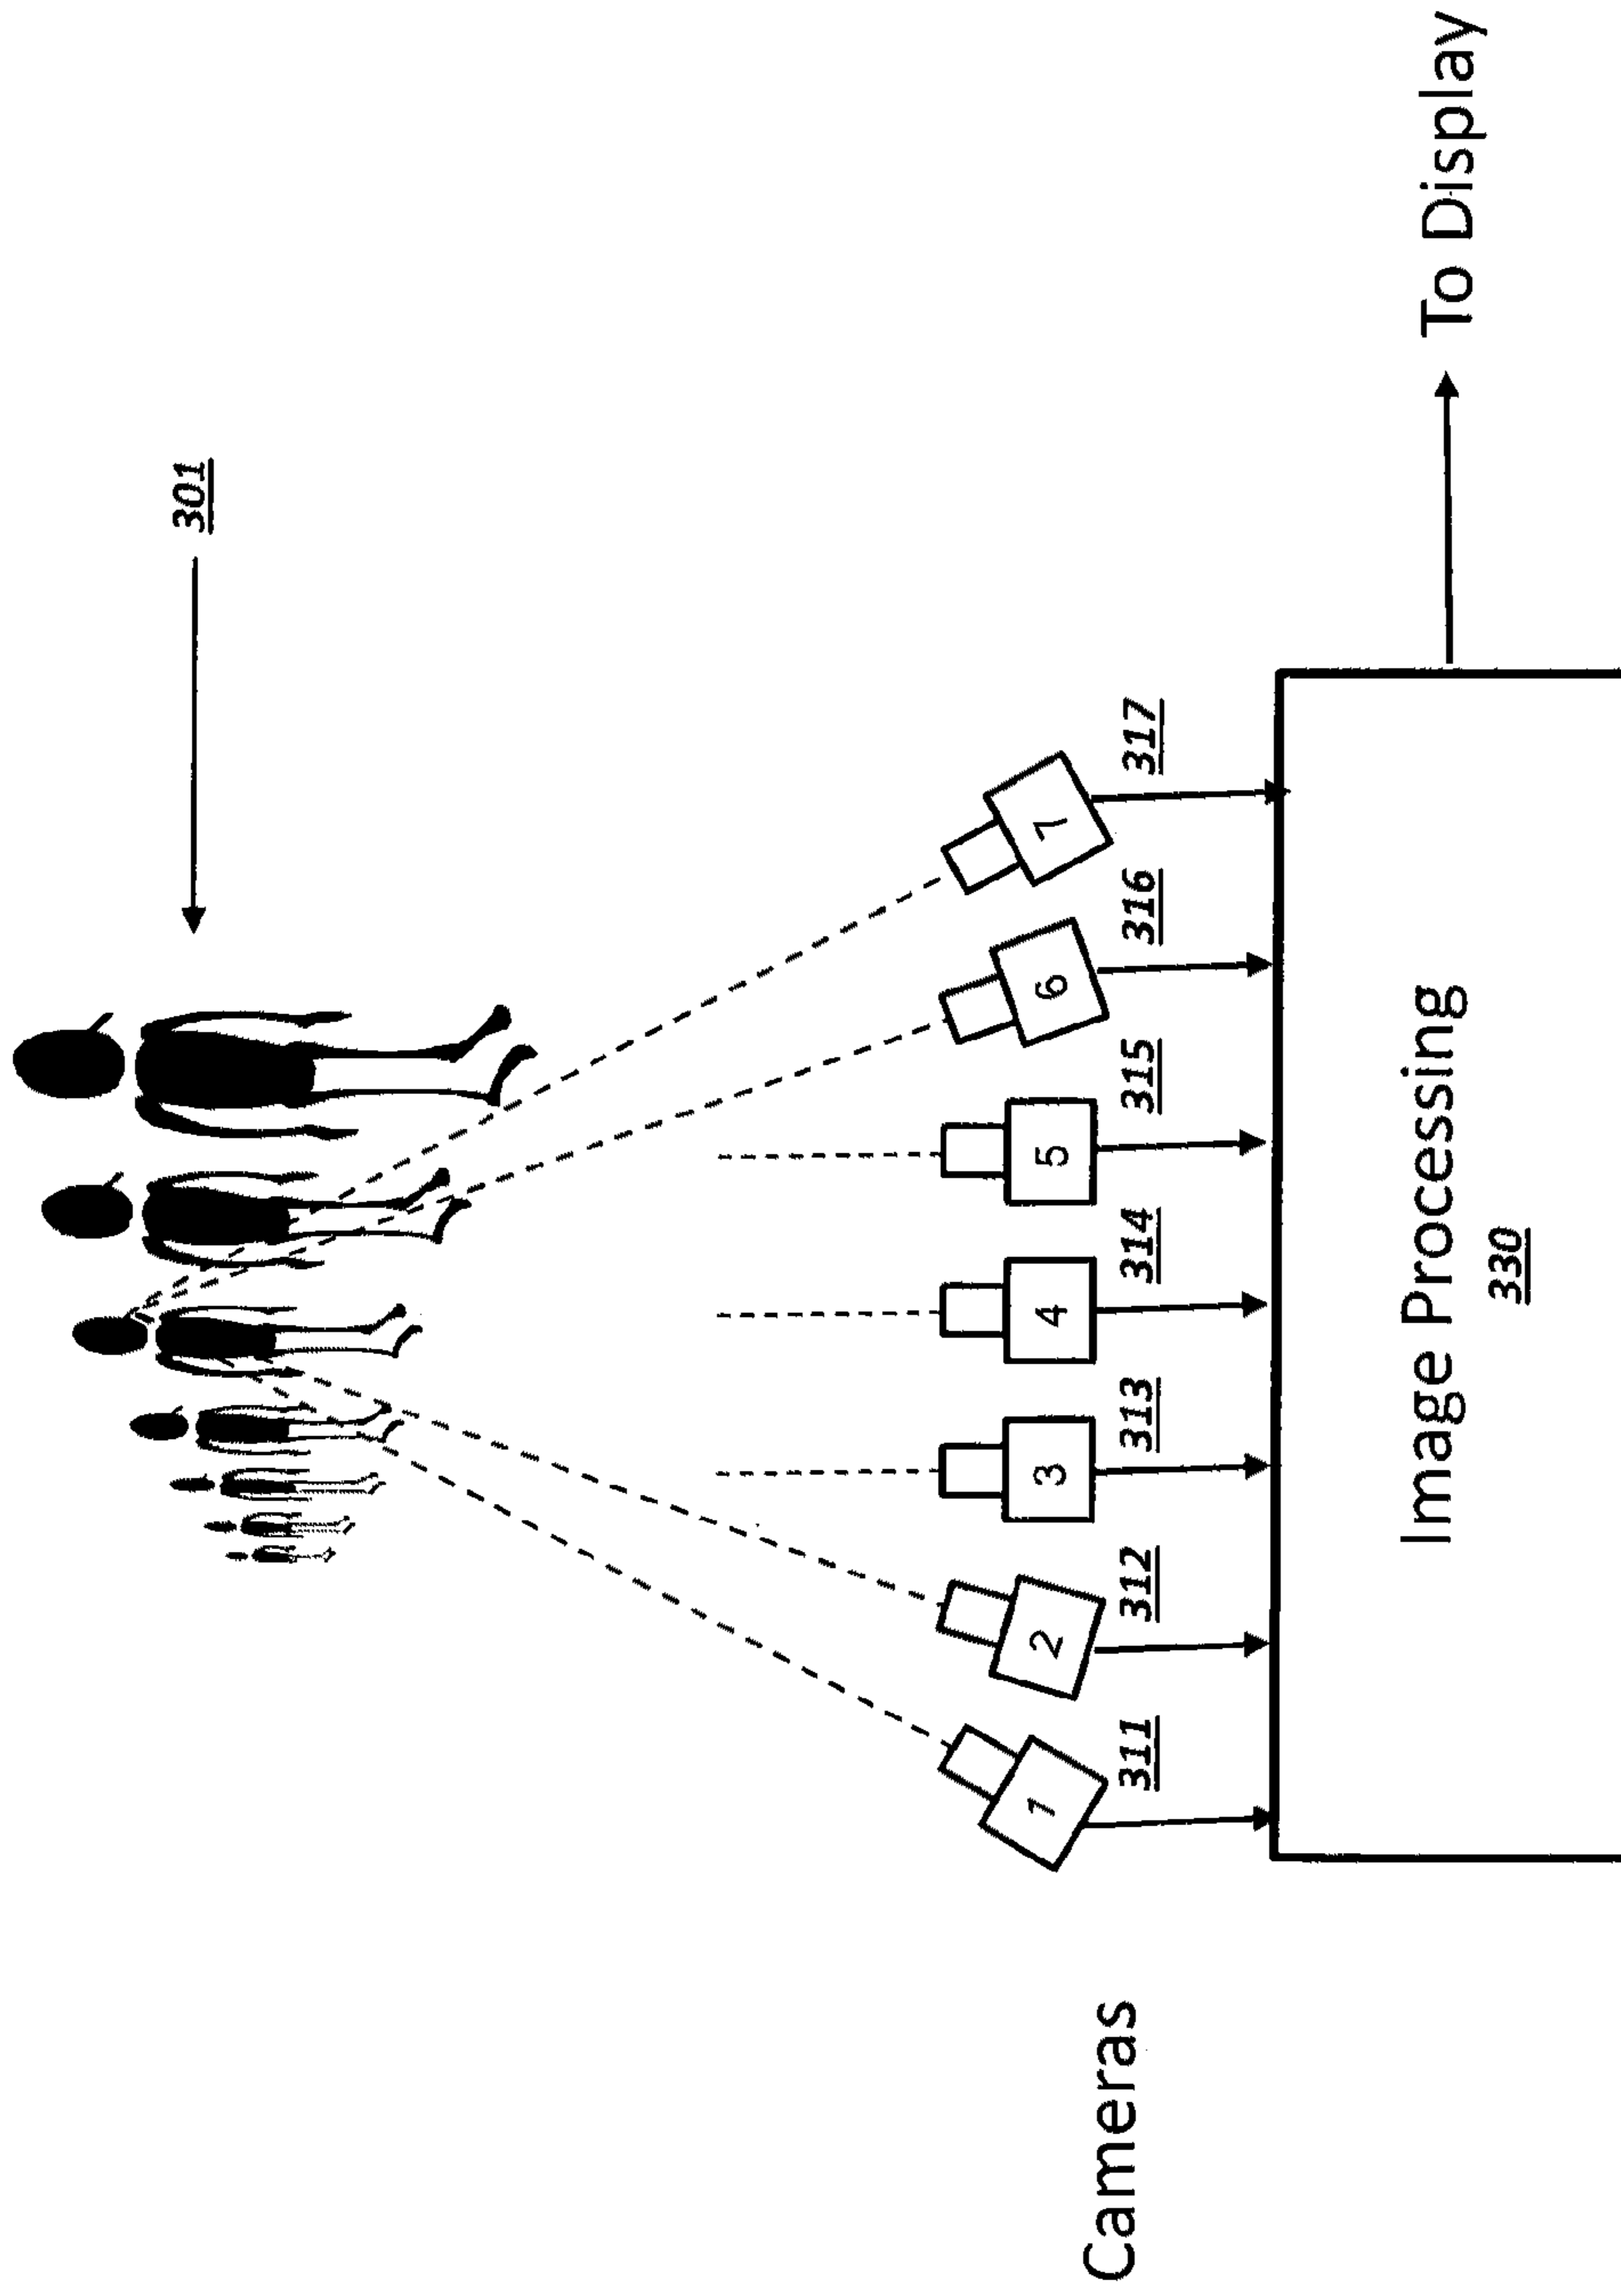 301
Cameras
1 2 3 4 5 6 7
311 312 313 314 315 316 317
Image Processing
330
To Display